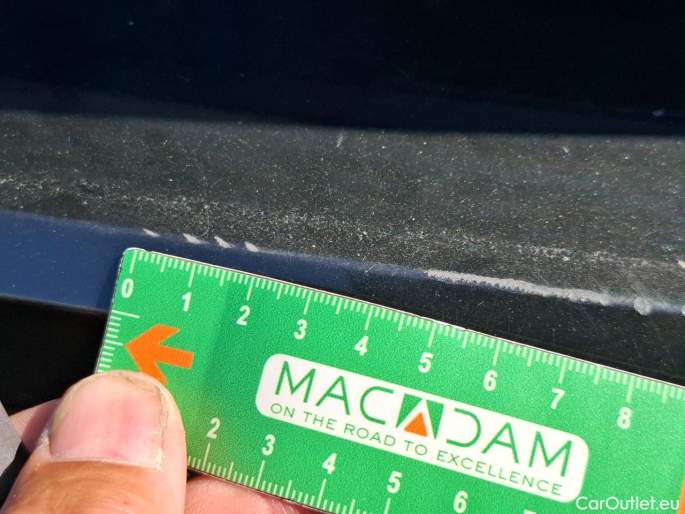 0 1 2 3 4 5 6 7 8
MACADAM
ON THE ROAD TO EXCELLENCE
2 3 4 5 6
CarOutlet.eu